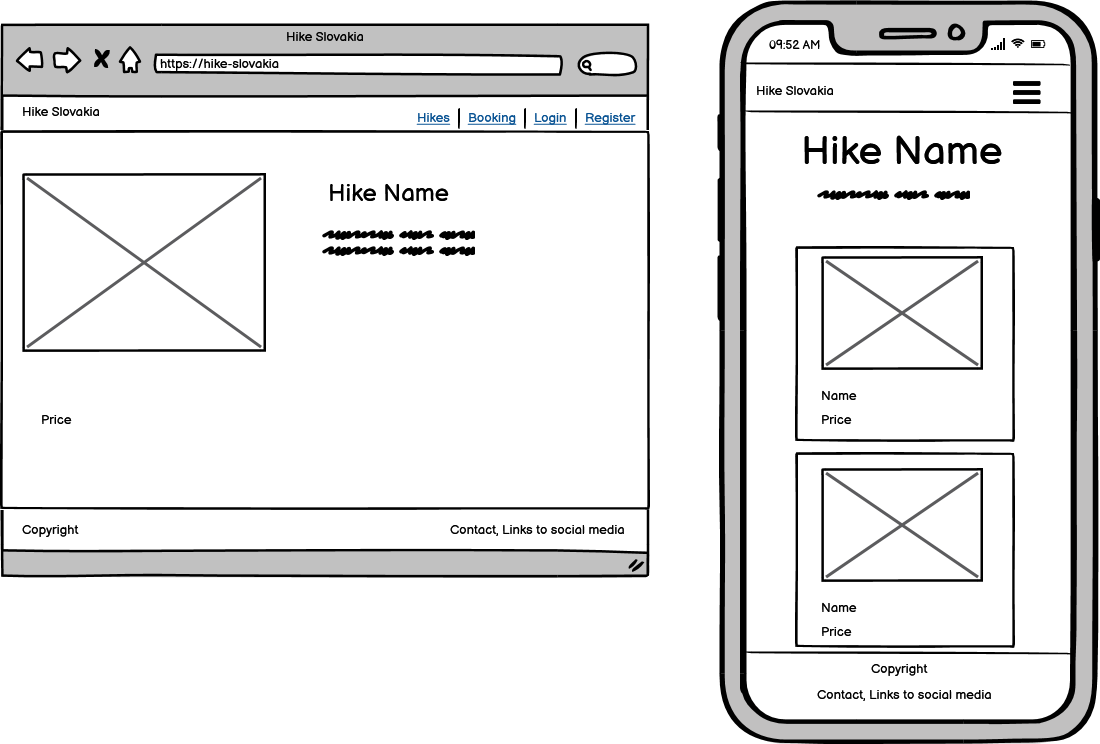 Hike Slovakia
https://hike-slovakia
Hike Slovakia
Hikes Booking Login Register
Hike Name
Price
Copyright
Contact, Links to social media
09:52 AM
Hike Slovakia
Hike Name
Name
Price
Name
Price
Copyright
Contact, Links to social media